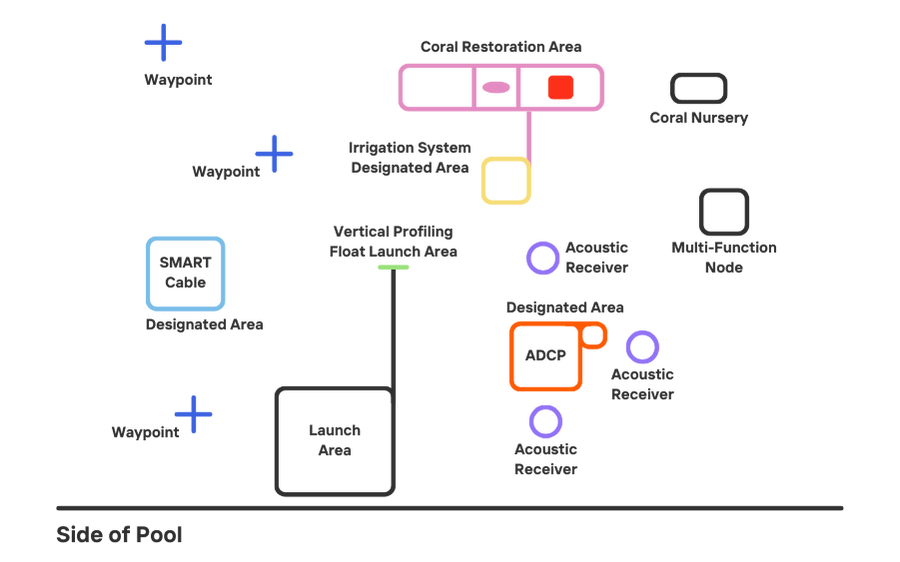 Coral Restoration Area
Waypoint
Coral Nursery
Irrigation System
Designated Area
Waypoint
Vertical Profiling
Float Launch Area
Acoustic
Receiver
Multi-Function
Node
SMART
Cable
Designated Area
Designated Area
ADCP
Acoustic
Receiver
Waypoint
Launch
Area
Acoustic
Receiver
Side of Pool